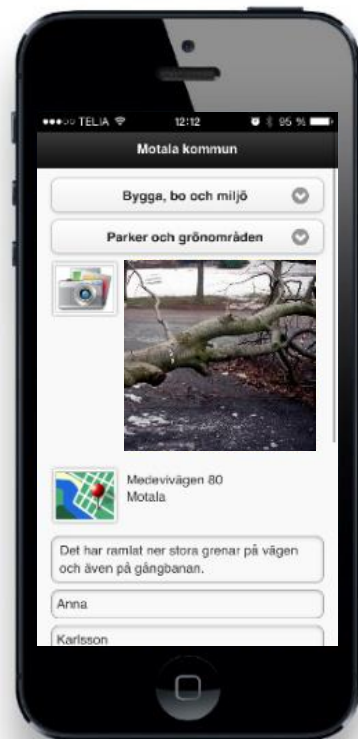 TELIA 12:12 95 %
Motala kommun
Bygga, bo och miljö
Parker och grönområden
Medevivägen 80
Motala
Det har ramlat ner stora grenar på vägen
och även på gångbanan.
Anna
Karlsson